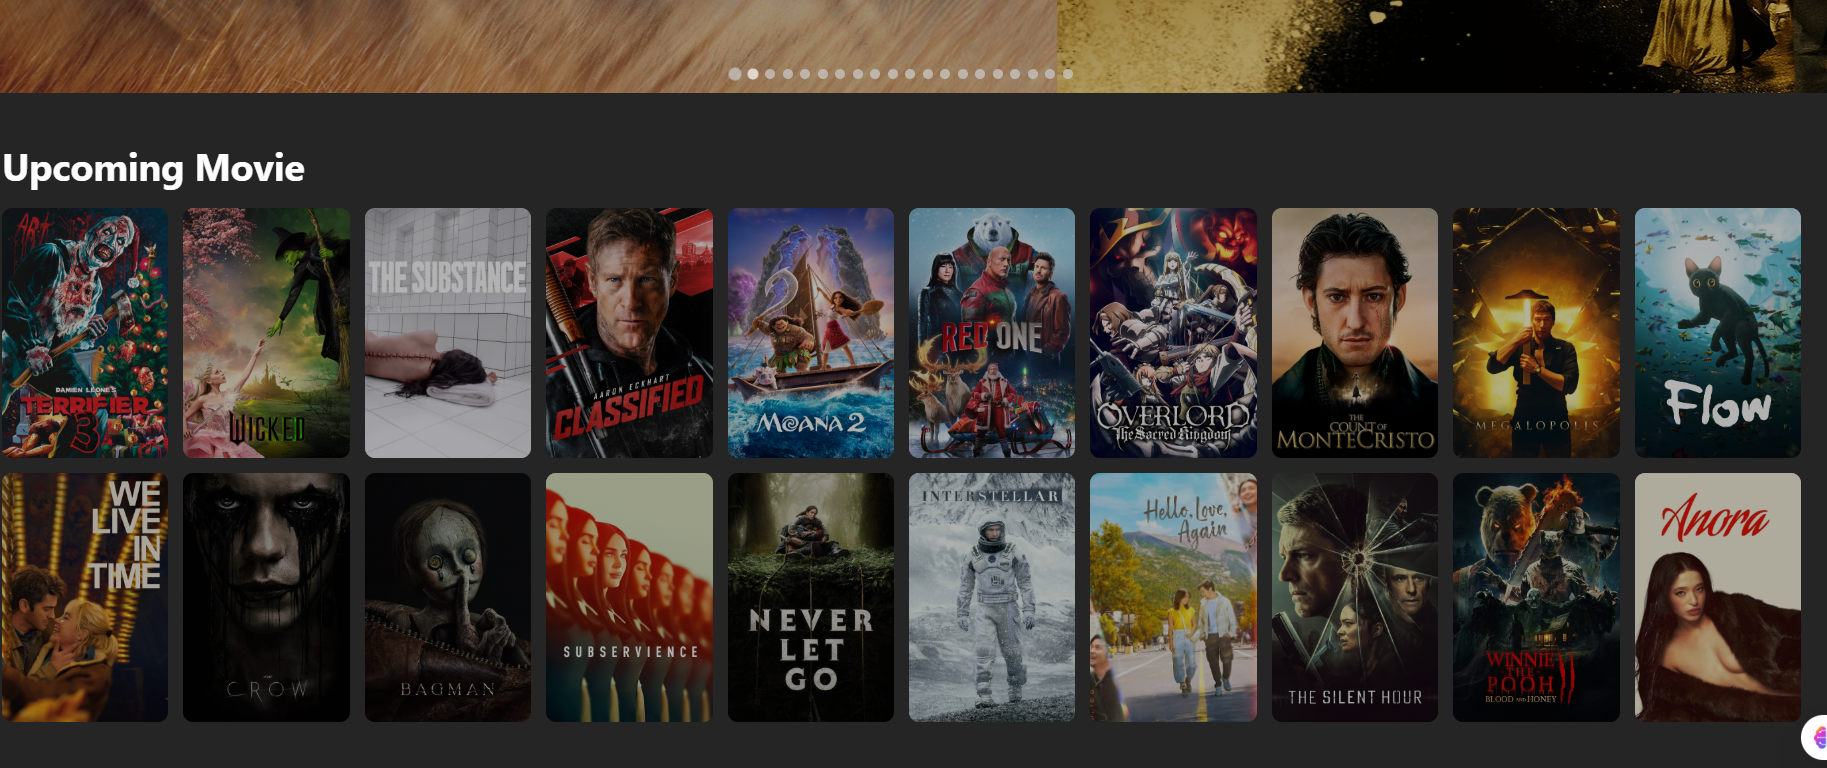 Upcoming Movie
ART
DAMIEN LEONE'S
TERRIFIER
3
WICKED
THE SUBSTANCE
AARON ECKHART
CLASSIFIED
MOANA 2
RED ONE
OVERLORD
The Sacred Kingdom
THE
COUNT OF
MONTECRISTO
MEGALOPOLIS
Flow
WE
LIVE
IN
TIME
CROW
BAGMAN
SUBSERVIENCE
NEVER
LET
GO
INTERSTELLAR
Hello, Love,
Again
THE SILENT HOUR
WINNIE
THE
POOH
II
BLOOD AND HONEY
Anora